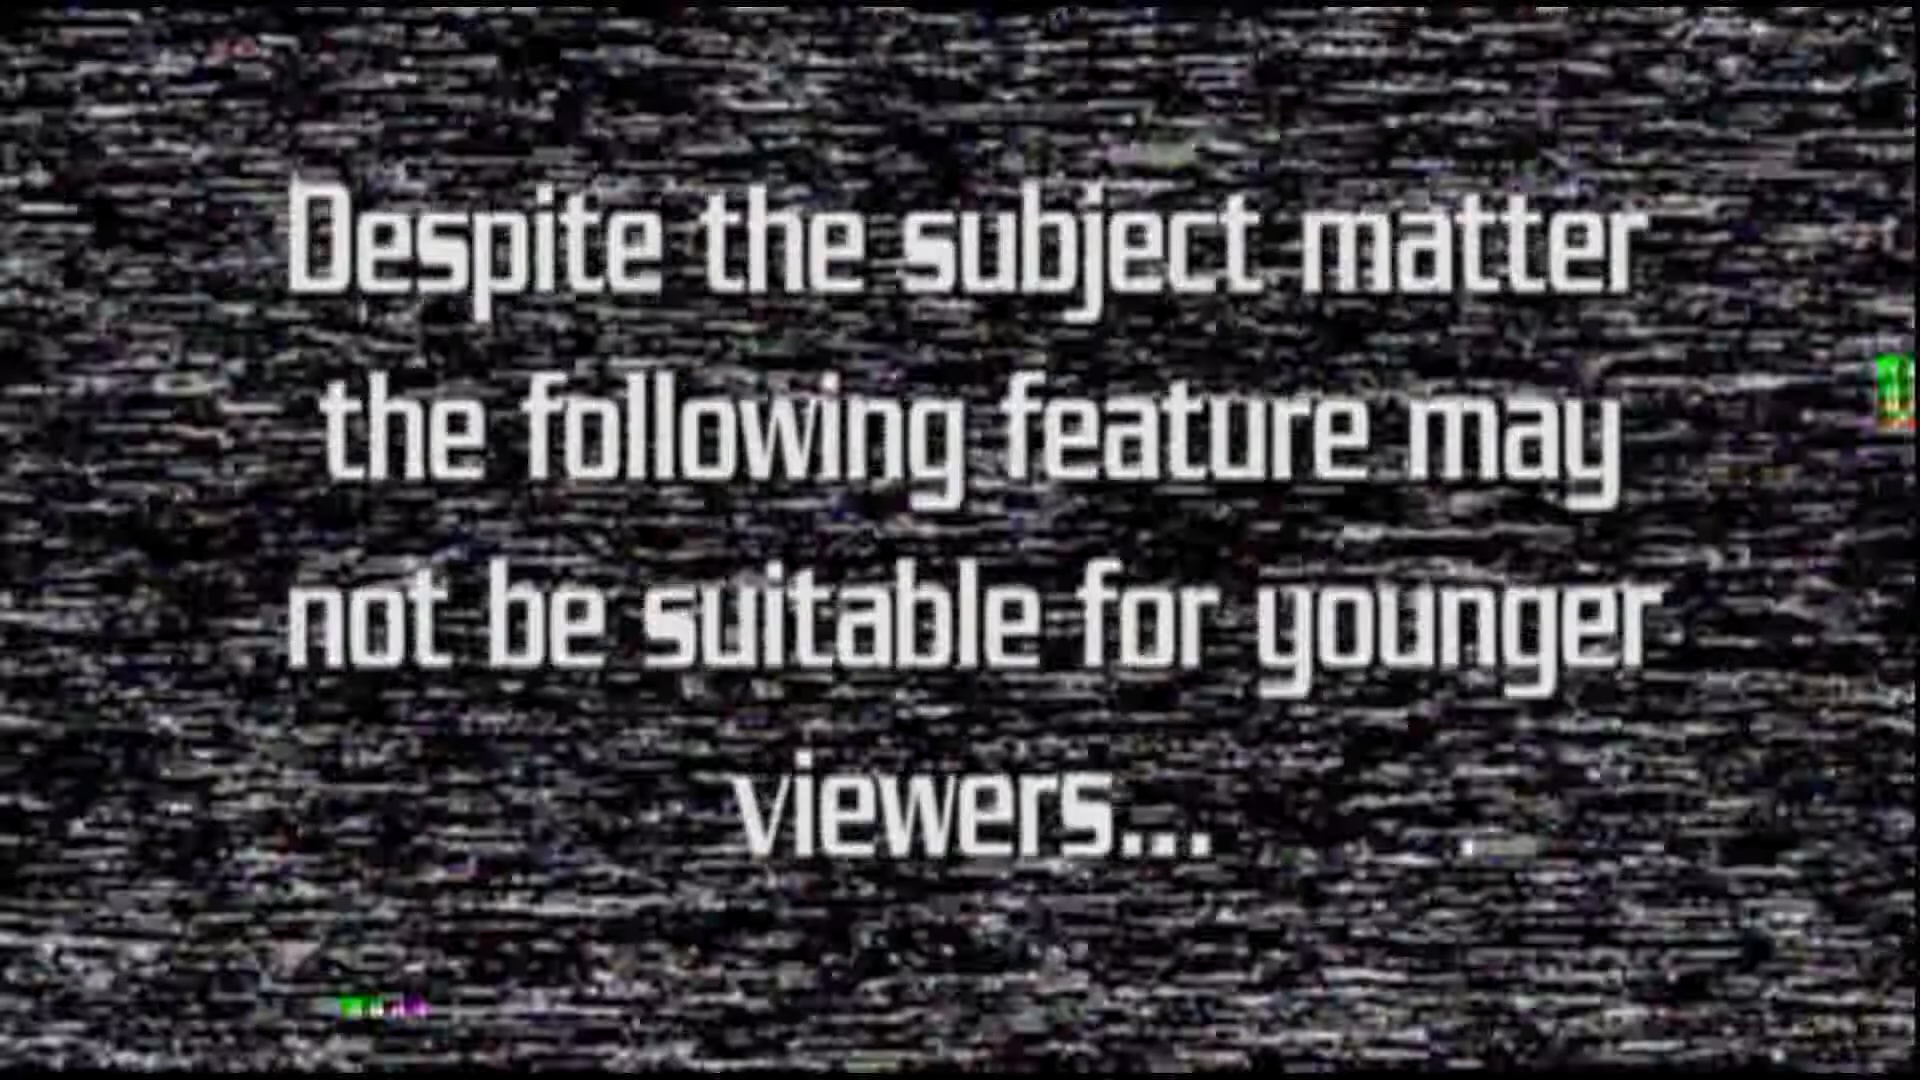 Despite the subject matter
the following feature may
not be suitable for younger
viewers...